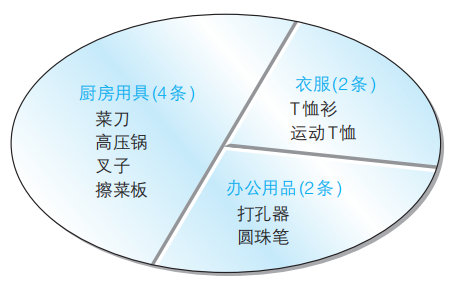 厨房用具(4条)
菜刀
高压锅
叉子
擦菜板
衣服(2条)
T恤衫
运动T恤
办公用品(2条)
打孔器
圆珠笔